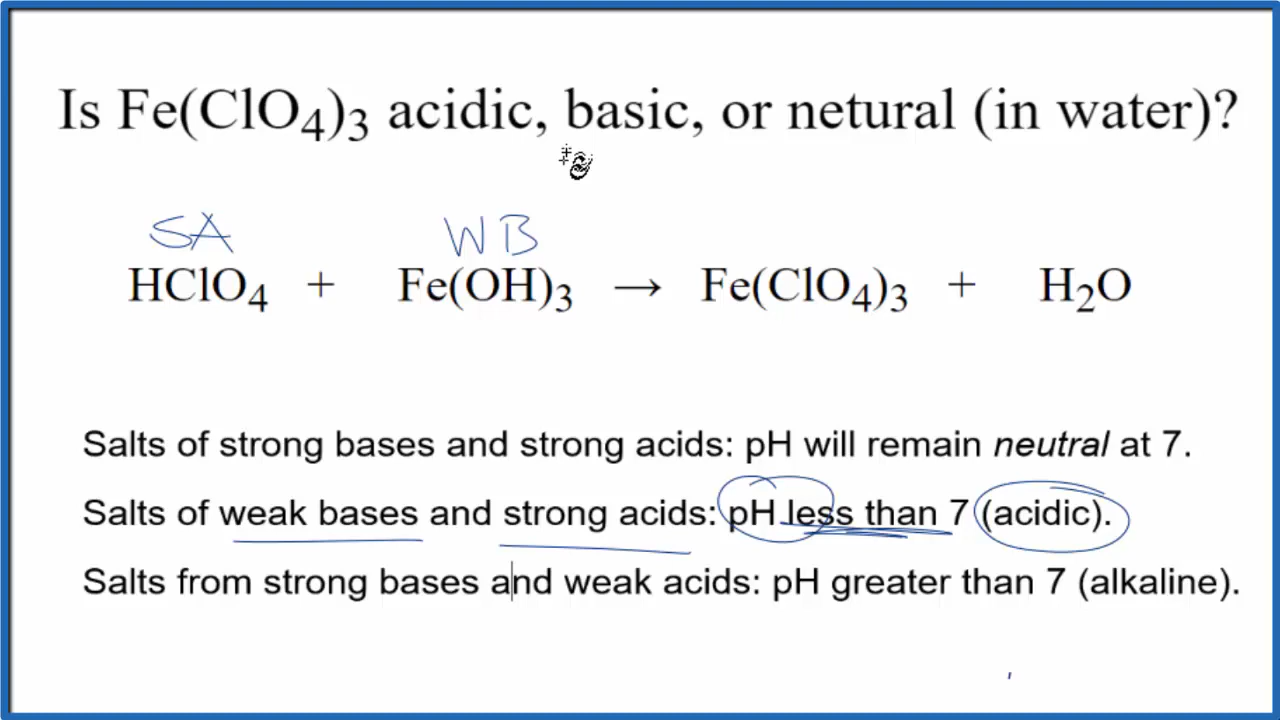 Is Fe(ClO₄)₃ acidic, basic, or netural (in water)?
SA WB
HClO₄ + Fe(OH)₃ → Fe(ClO₄)₃ + H₂O
Salts of strong bases and strong acids: pH will remain neutral at 7.
Salts of weak bases and strong acids: pH less than 7 (acidic).
Salts from strong bases and weak acids: pH greater than 7 (alkaline).